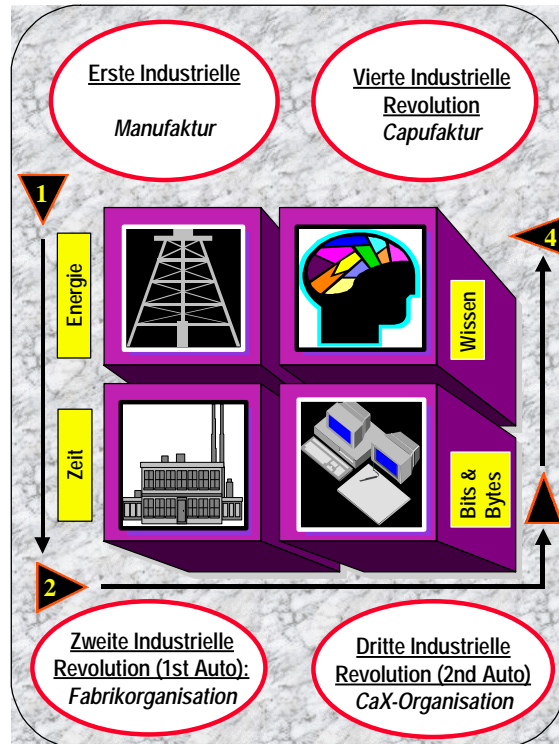 Erste Industrielle
Manufaktur
Vierte Industrielle
Revolution
Capufaktur
1
4
Energie
Wissen
Zeit
Bits &
Bytes
2
Zweite Industrielle
Revolution (1st Auto):
Fabrikorganisation
Dritte Industrielle
Revolution (2nd Auto)
CaX-Organisation